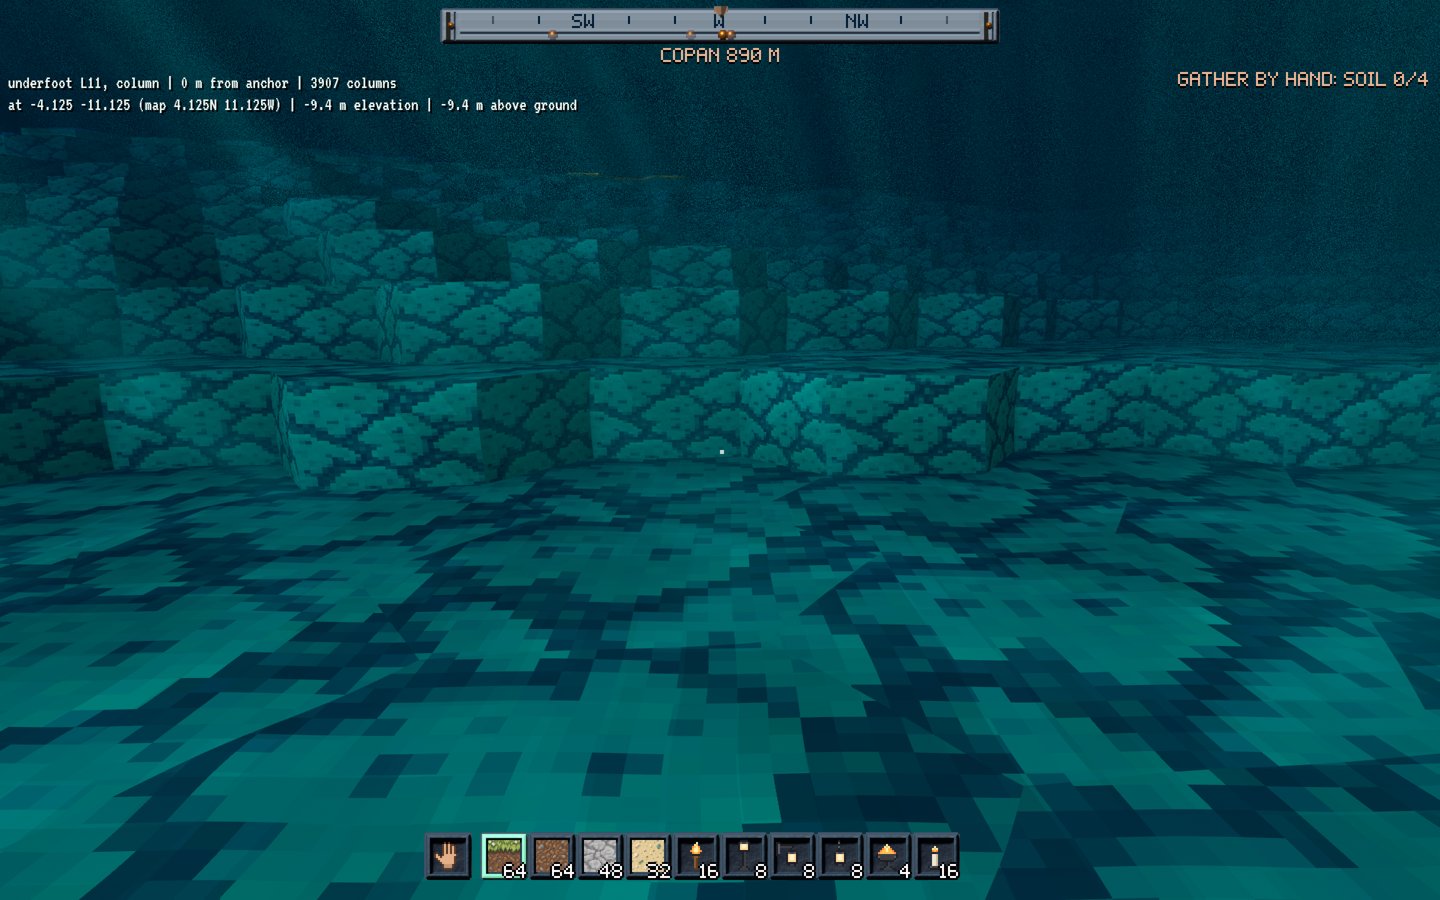 SW W NW
COPAN 890 M
underfoot L11, column | 0 m from anchor | 3907 columns
GATHER BY HAND: SOIL 0/4
at -4.125 -11.125 (map 4.125N 11.125W) | -9.4 m elevation | -9.4 m above ground
64 64 48 32 16 8 8 8 4 16